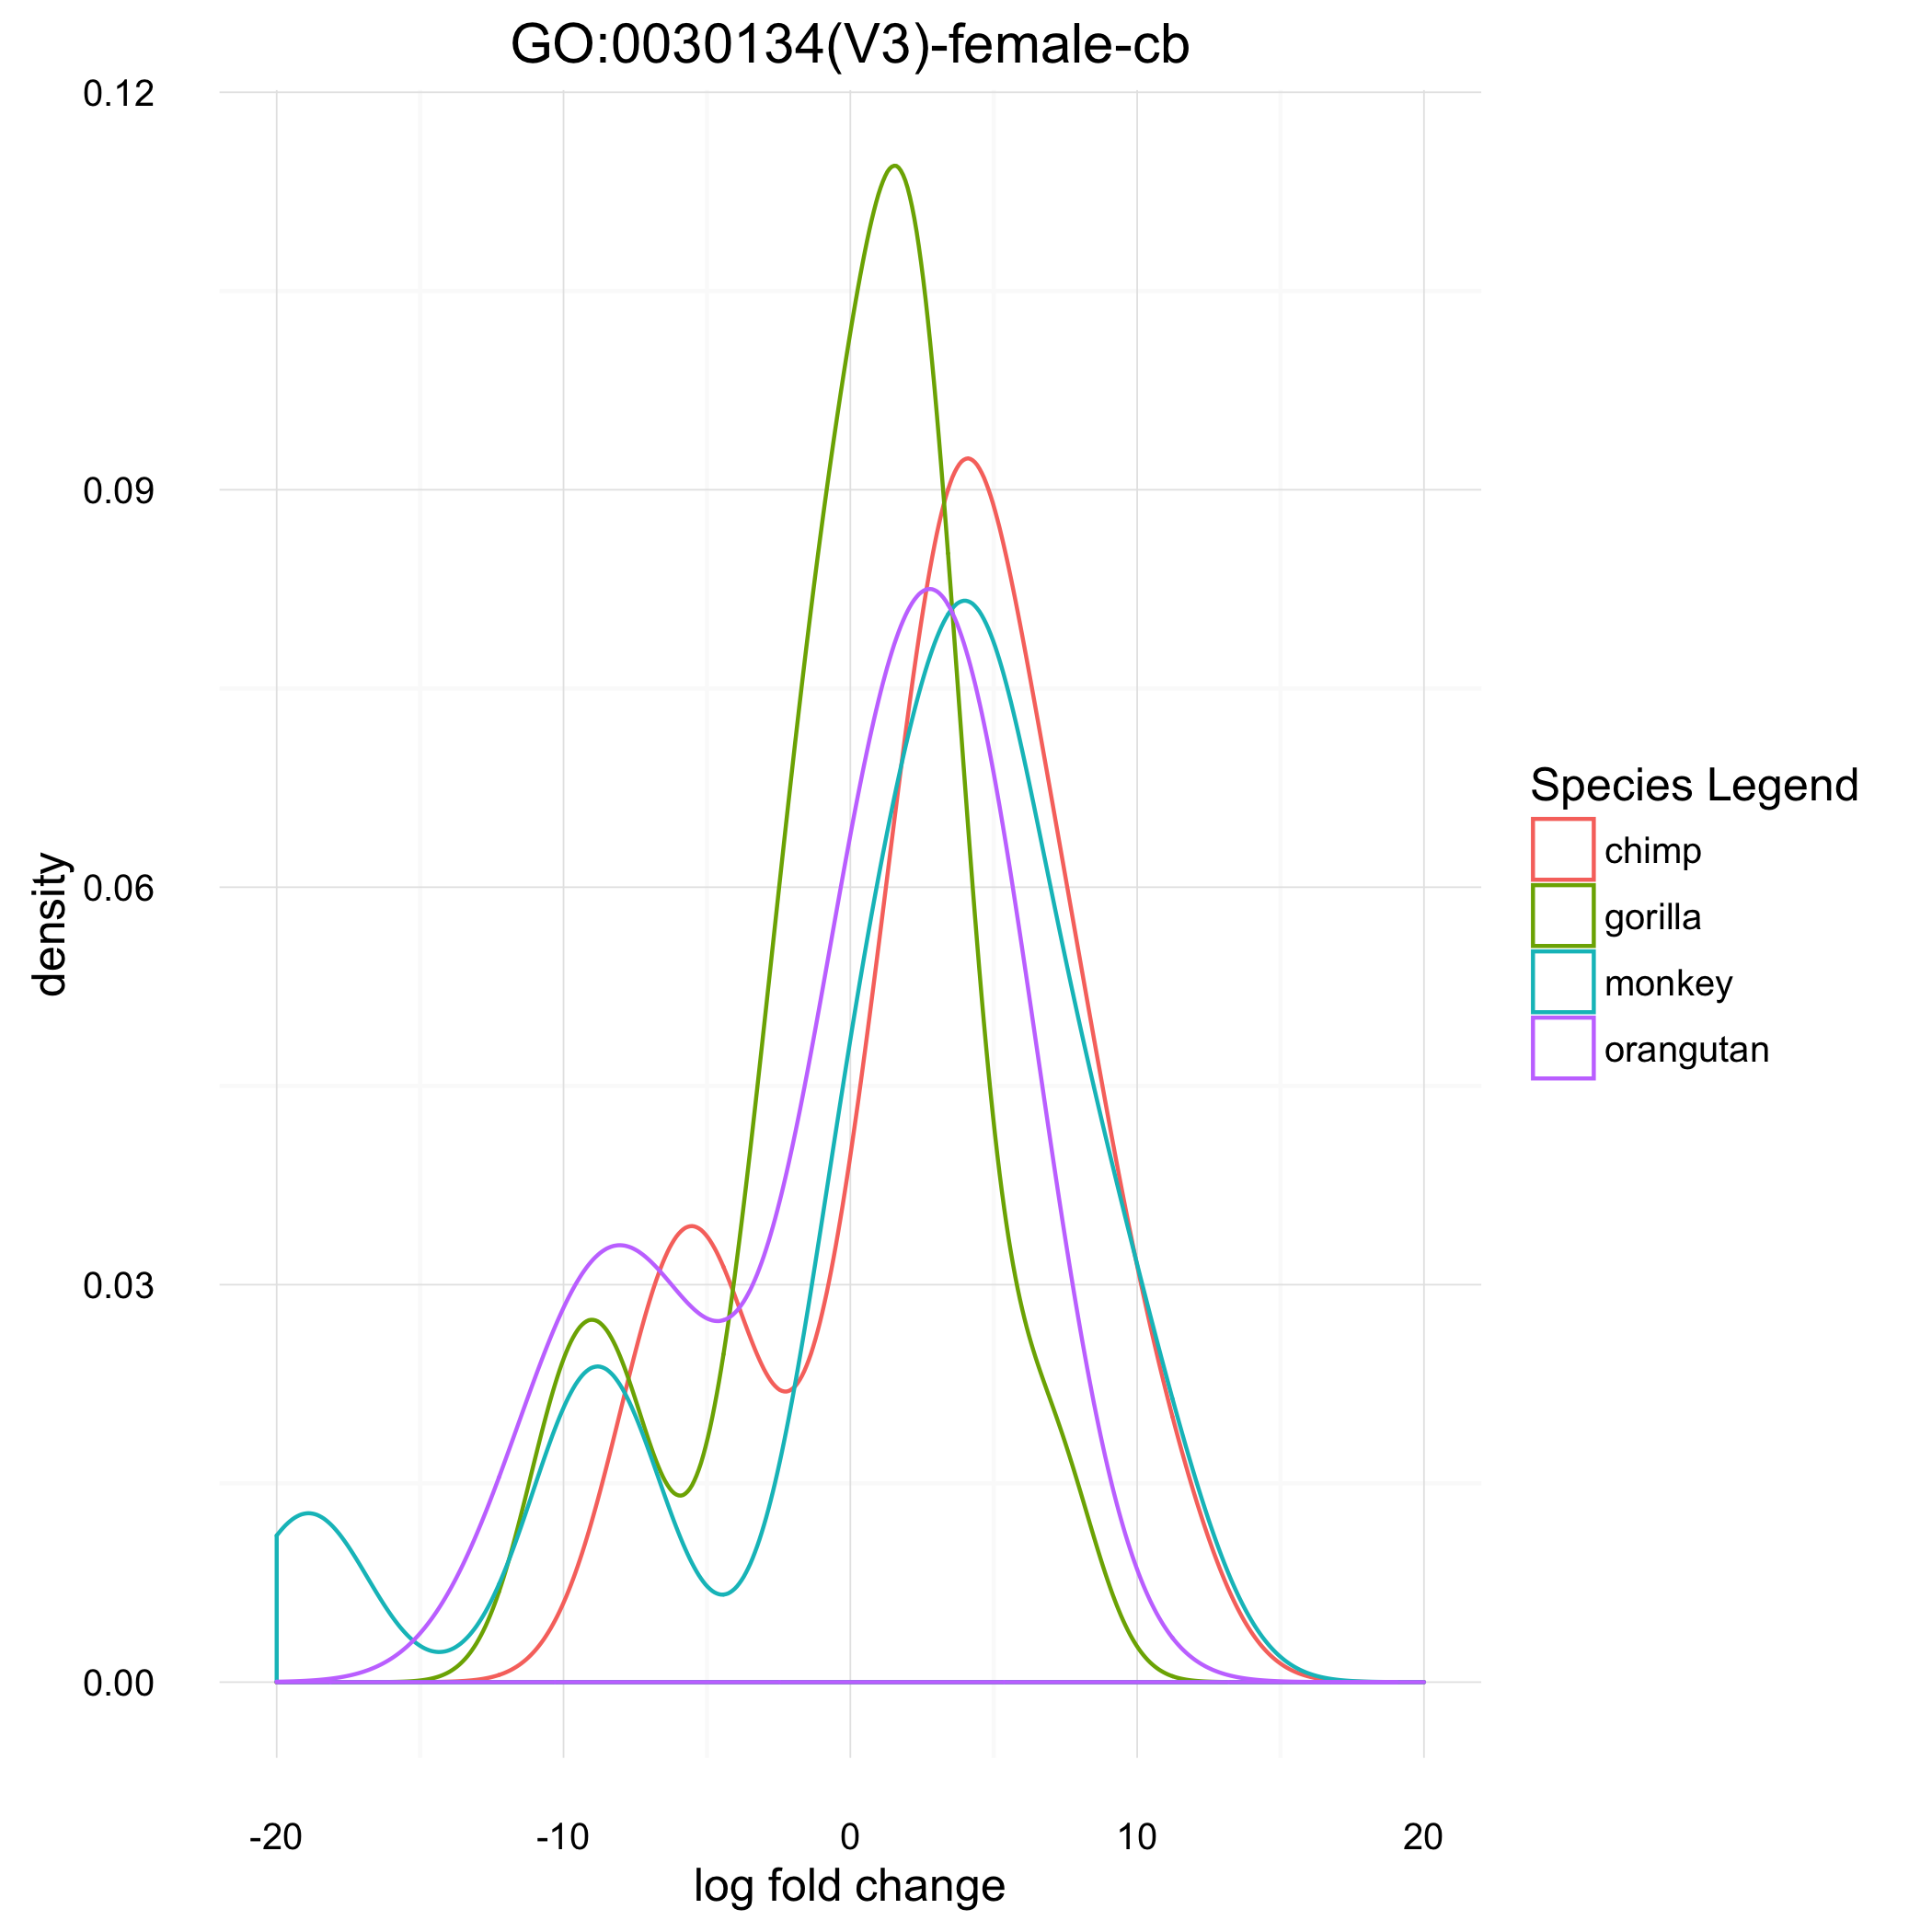 GO:0030134(V3)-female-cb
0.12
0.09
0.06
0.03
0.00
density
-20
-10
0
10
20
log fold change
Species Legend
chimp
gorilla
monkey
orangutan